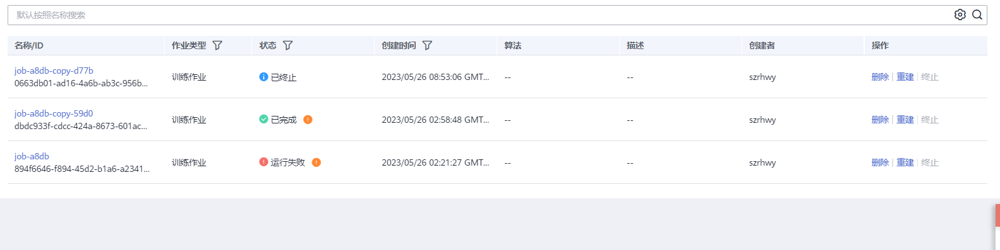 默认按照名称搜索
名称/ID 作业类型 状态 创建时间 算法 描述 创建者 操作
job-a8db-copy-d77b
0663db01-ad16-4a6b-ab3c-956b... 训练作业 已终止 2023/05/26 08:53:06 GMT... -- -- szrhwy 删除 | 重建 | 终止
job-a8db-copy-59d0
dbdc933f-cdcc-424a-8673-601ac... 训练作业 已完成 2023/05/26 02:58:48 GMT... -- -- szrhwy 删除 | 重建 | 终止
job-a8db
894f6646-f894-45d2-b1a6-a2341... 训练作业 运行失败 2023/05/26 02:21:27 GMT... -- -- szrhwy 删除 | 重建 | 终止